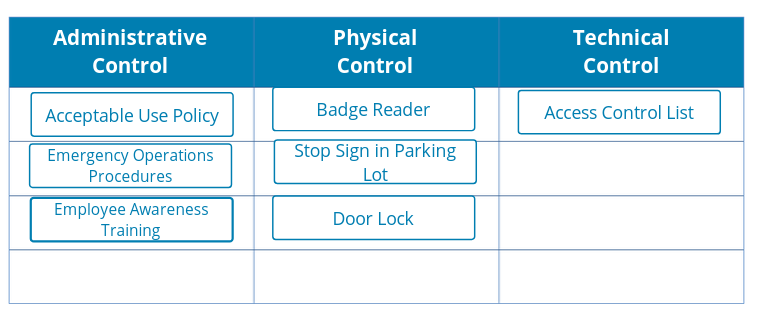 Administrative
Control
Physical
Control
Technical
Control
Acceptable Use Policy
Badge Reader
Access Control List
Emergency Operations
Procedures
Stop Sign in Parking
Lot
Employee Awareness
Training
Door Lock